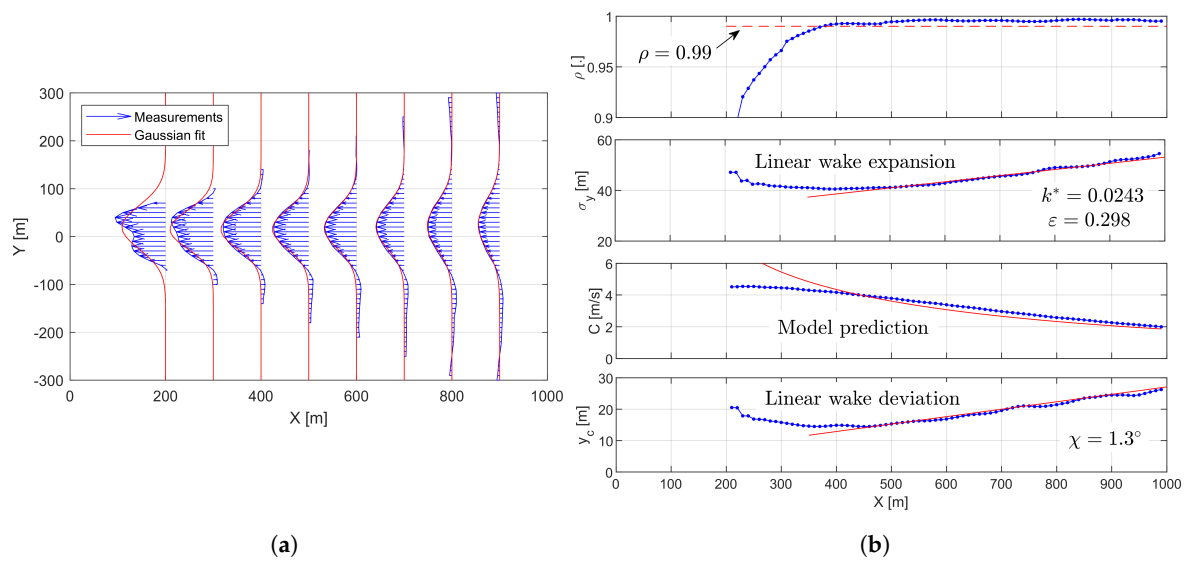 300
200
100
0
-100
-200
-300
Y [m]
Measurements
Gaussian fit
0
200
400
600
800
1000
X [m]
(a)
1
0.95
0.9
ρ [.]
ρ = 0.99
60
40
20
σy [m]
Linear wake expansion
k* = 0.0243
ε = 0.298
6
4
2
0
C [m/s]
Model prediction
30
20
10
0
yc [m]
Linear wake deviation
χ = 1.3°
0
100
200
300
400
500
600
700
800
900
1000
X [m]
(b)